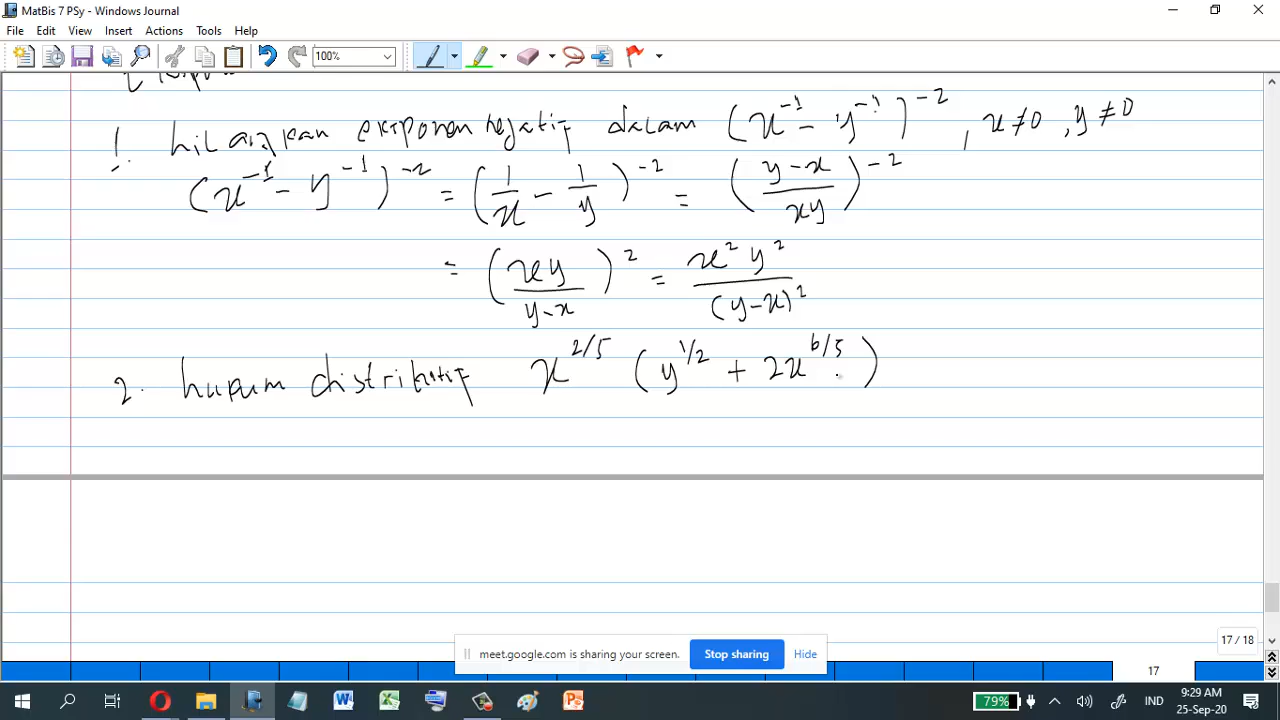 MatBis 7 PSy - Windows Journal
File Edit View Insert Actions Tools Help
100%
1. hilangkan eksponen negatif dalam (x⁻¹ - y⁻¹)⁻² , x ≠ 0 , y ≠ 0
(x⁻¹ - y⁻¹)⁻² = (1/x - 1/y)⁻² = ((y-x)/xy)⁻²
= (xy/(y-x))² = x²y²/(y-x)²
2. hukum distributif x^(2/5) (y^(1/2) + 2x^(6/5))
17 / 18
meet.google.com is sharing your screen. Stop sharing Hide
17
79% IND 9:29 AM
25-Sep-20